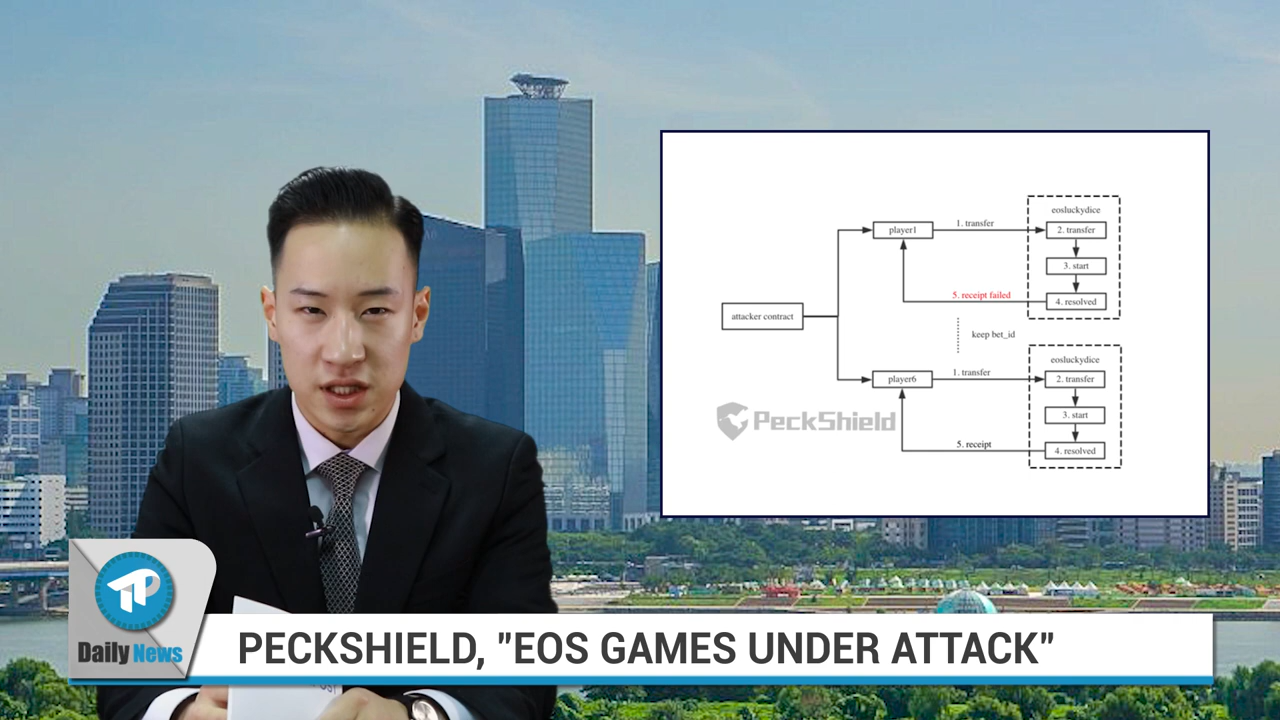 eosluckydice
player1
1. transfer
2. transfer
3. start
5. receipt failed
4. resolved
attacker contract
keep bet_id
eosluckydice
player6
1. transfer
2. transfer
3. start
PeckShield
5. receipt
4. resolved
TP
Daily News
PECKSHIELD, "EOS GAMES UNDER ATTACK"